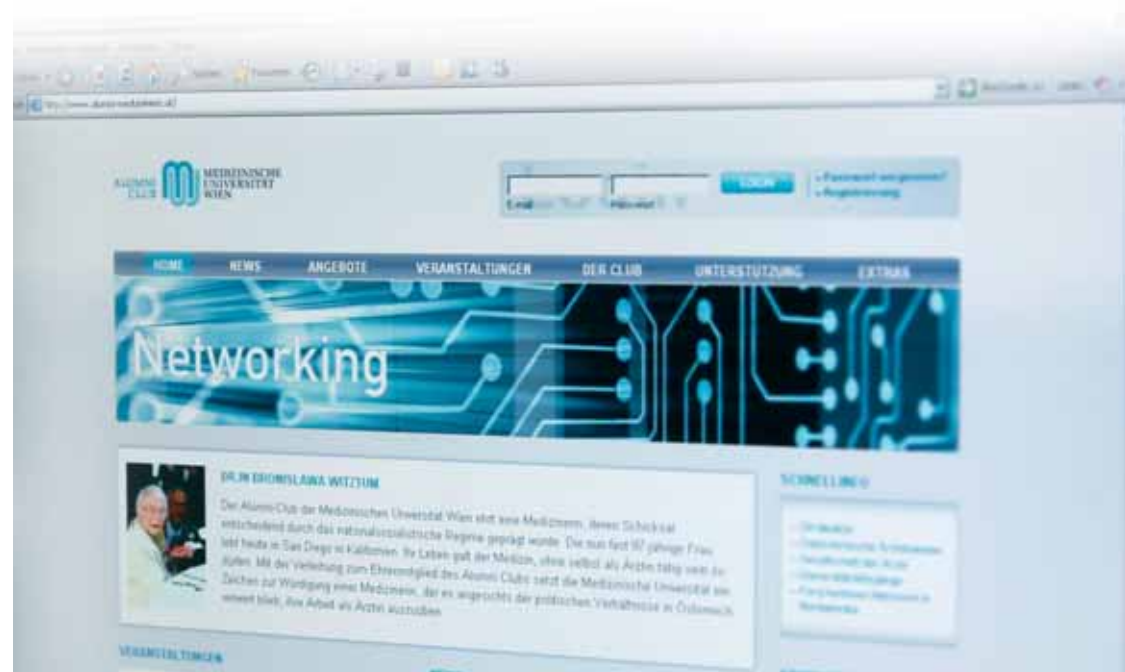 ALUMNI CLUB
MEDIZINISCHE
UNIVERSITÄT
WIEN
E-mail
LOGIN
» Passwort vergessen?
» Registrierung
HOME NEWS ANGEBOTE VERANSTALTUNGEN DER CLUB UNTERSTÜTZUNG EXTRAS
Networking
DR.IN BRONISLAWA WITZTUM
Der Alumni Club der Medizinischen Universität Wien ehrt eine Medizinerin, deren Schicksal
entscheidend durch das nationalsozialistische Regime geprägt wurde. Die nun fast 97 jährige Frau
lebt heute in San Diego in Kalifornien. Ihr Leben galt der Medizin, ohne selbst als Ärztin tätig sein zu
dürfen. Mit der Verleihung zum Ehrenmitglied des Alumni Clubs setzt die Medizinische Universität ein
Zeichen zur Würdigung einer Medizinerin, der es angesichts der politischen Verhältnisse in Österreich
verwehrt blieb, ihre Arbeit als Ärztin auszuüben.
SCHNELLINFO
VERANSTALTUNGEN